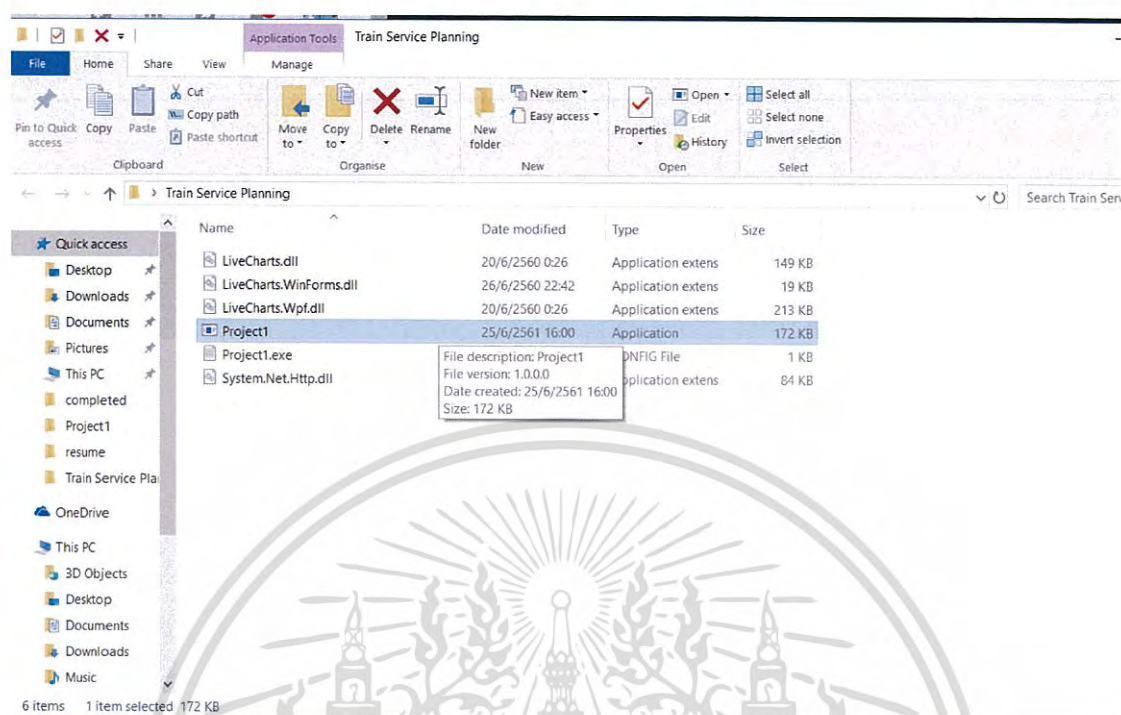 Application Tools Train Service Planning
File Home Share View Manage
Pin to Quick access
Copy
Paste
Cut
Copy path
Paste shortcut
Clipboard
Move to
Copy to
Delete
Rename
Organise
New folder
New item
Easy access
New
Properties
Open
Edit
History
Open
Select all
Select none
Invert selection
Select
Train Service Planning
Search Train Serv
Quick access
Desktop
Downloads
Documents
Pictures
This PC
completed
Project1
resume
Train Service Pla
OneDrive
This PC
3D Objects
Desktop
Documents
Downloads
Music
Name Date modified Type Size
LiveCharts.dll 20/6/2560 0:26 Application extens 149 KB
LiveCharts.WinForms.dll 26/6/2560 22:42 Application extens 19 KB
LiveCharts.Wpf.dll 20/6/2560 0:26 Application extens 213 KB
Project1 25/6/2561 16:00 Application 172 KB
Project1.exe ONFIG File 1 KB
System.Net.Http.dll pplication extens 84 KB
File description: Project1
File version: 1.0.0.0
Date created: 25/6/2561 16:00
Size: 172 KB
6 items 1 item selected 172 KB